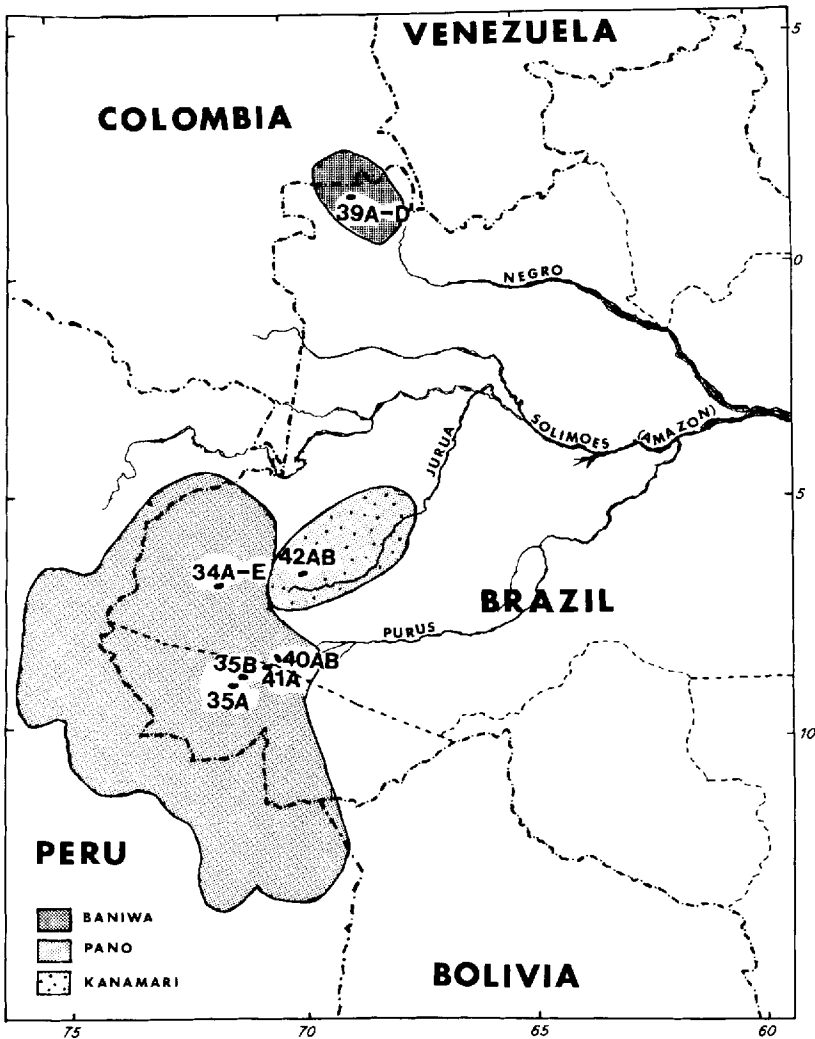 VENEZUELA
5
COLOMBIA
39A-D
0
NEGRO
SOLIMOES (AMAZON)
JURUA
5
42AB
34A-E
BRAZIL
PURUS
35B
40AB
41A
35A
10
PERU
BANIWA
PANO
KANAMARI
BOLIVIA
75
70
65
60